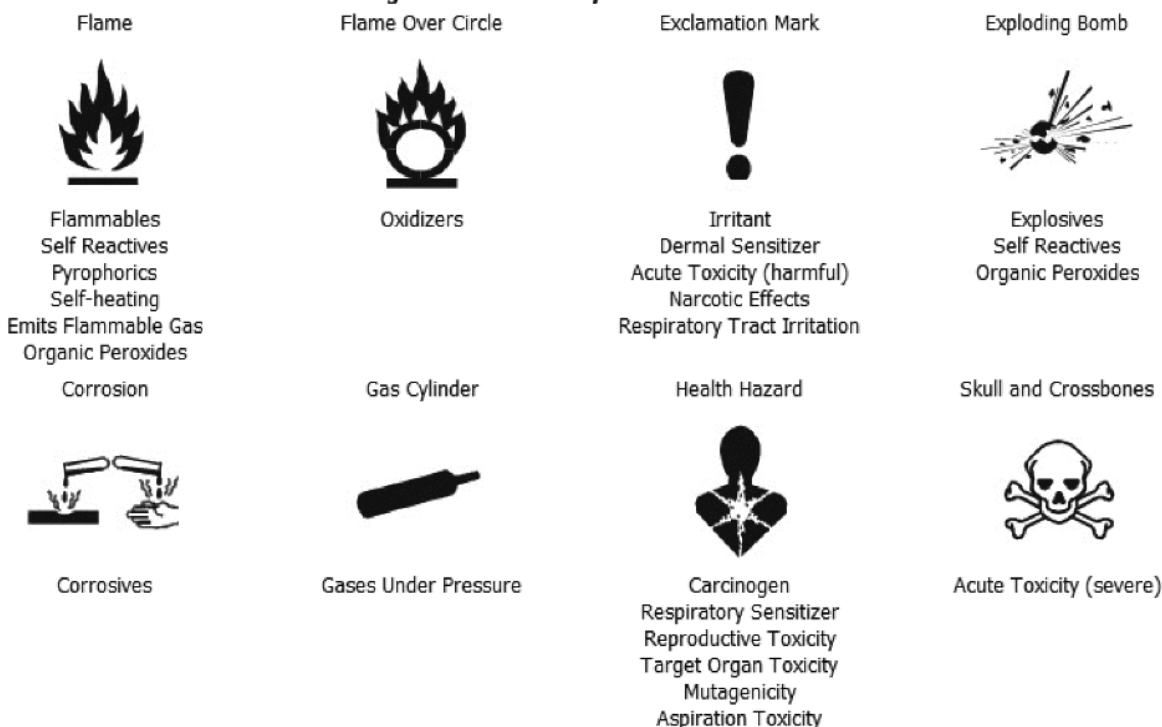 Flame
Flame Over Circle
Exclamation Mark
Exploding Bomb
Flammables
Self Reactives
Pyrophorics
Self-heating
Emits Flammable Gas
Organic Peroxides
Oxidizers
Irritant
Dermal Sensitizer
Acute Toxicity (harmful)
Narcotic Effects
Respiratory Tract Irritation
Explosives
Self Reactives
Organic Peroxides
Corrosion
Gas Cylinder
Health Hazard
Skull and Crossbones
Corrosives
Gases Under Pressure
Carcinogen
Respiratory Sensitizer
Reproductive Toxicity
Target Organ Toxicity
Mutagenicity
Aspiration Toxicity
Acute Toxicity (severe)